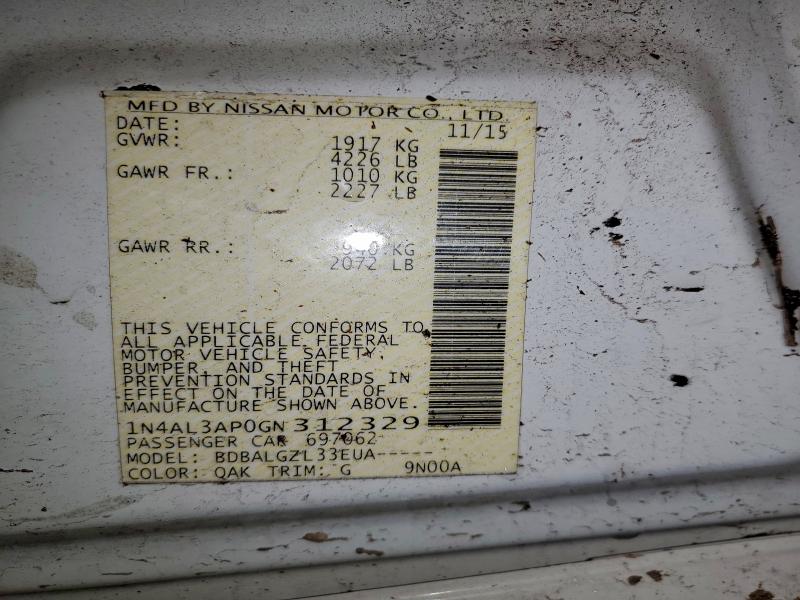 MFD BY NISSAN MOTOR CO., LTD.
DATE: 11/15
GVWR: 1917 KG
4226 LB
GAWR FR.: 1010 KG
2227 LB
GAWR RR.: KG
2072 LB
THIS VEHICLE CONFORMS TO
ALL APPLICABLE FEDERAL
MOTOR VEHICLE SAFETY,
BUMPER, AND THEFT
PREVENTION STANDARDS IN
EFFECT ON THE DATE OF
MANUFACTURE SHOWN ABOVE.
1N4AL3AP0GN312329
PASSENGER CAR 697062
MODEL: BDBALGZL33EUA-----
COLOR: QAK TRIM: G 9N00A